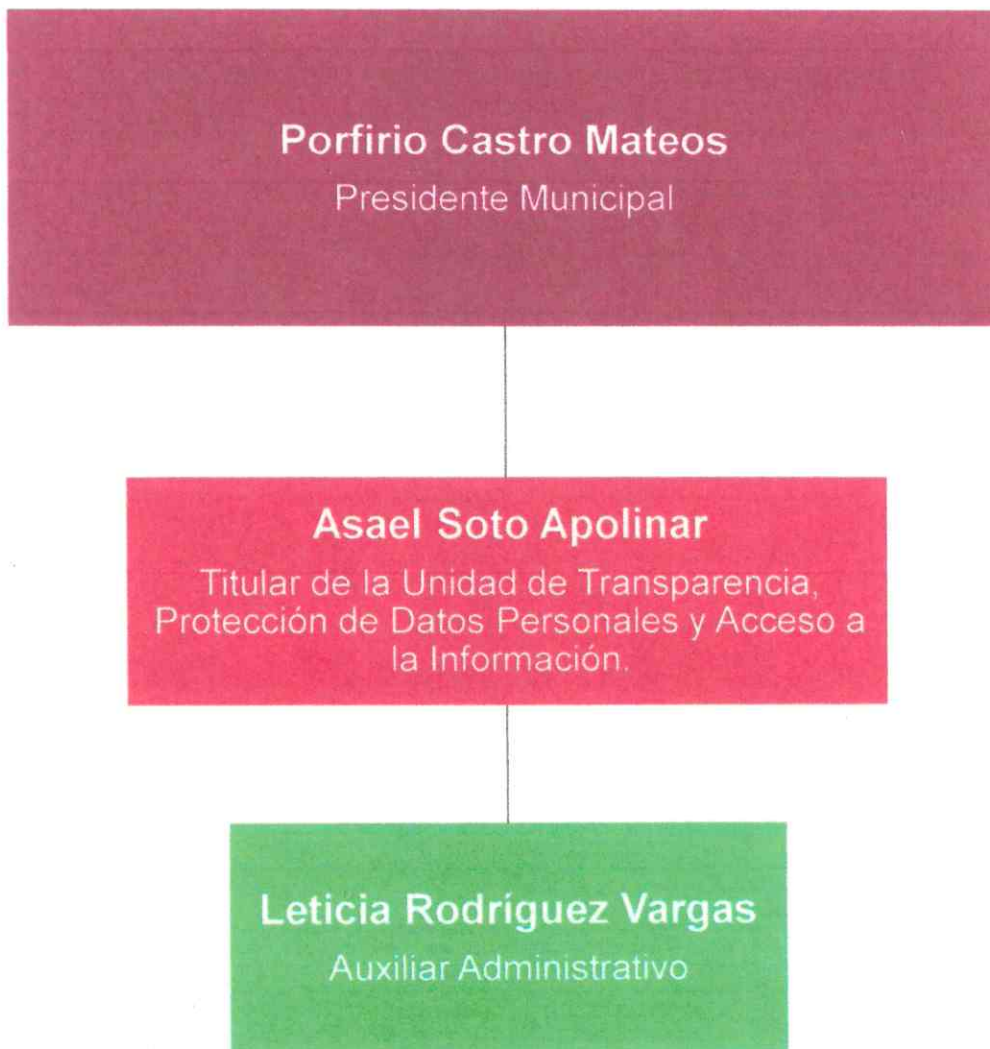 Porfirio Castro Mateos
Presidente Municipal
Asael Soto Apolinar
Titular de la Unidad de Transparencia,
Protección de Datos Personales y Acceso a
la Información.
Leticia Rodríguez Vargas
Auxiliar Administrativo